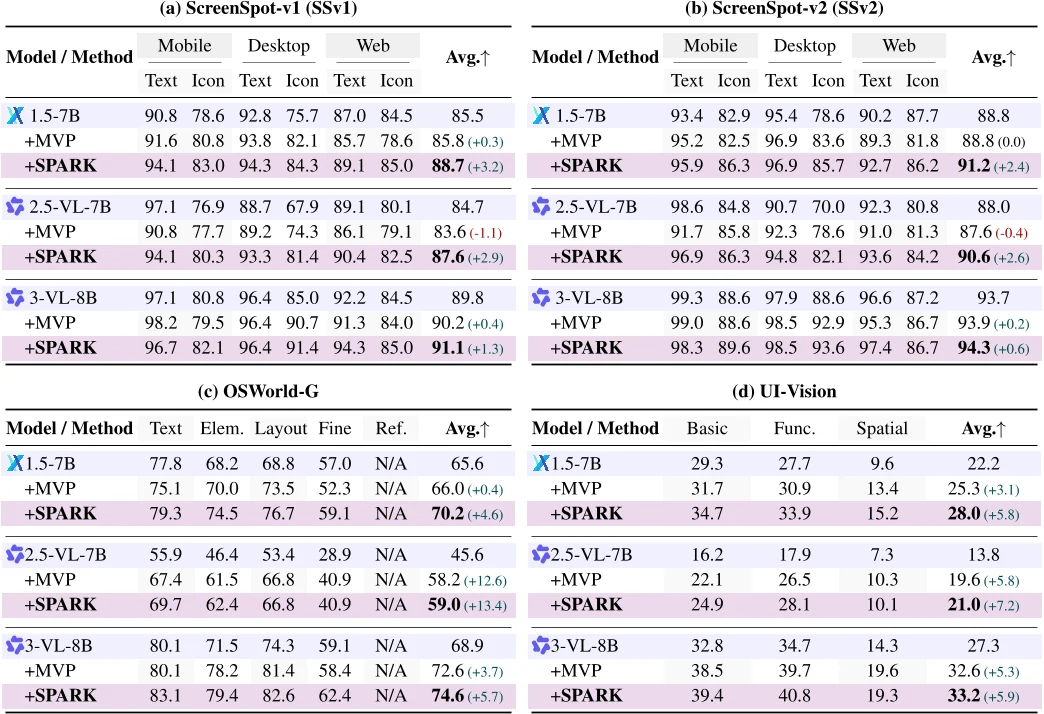 (a) ScreenSpot-v1 (SSv1)
Model / Method Mobile Desktop Web Avg.↑
Text Icon Text Icon Text Icon
1.5-7B 90.8 78.6 92.8 75.7 87.0 84.5 85.5
+MVP 91.6 80.8 93.8 82.1 85.7 78.6 85.8 (+0.3)
+SPARK 94.1 83.0 94.3 84.3 89.1 85.0 88.7 (+3.2)
2.5-VL-7B 97.1 76.9 88.7 67.9 89.1 80.1 84.7
+MVP 90.8 77.7 89.2 74.3 86.1 79.1 83.6 (-1.1)
+SPARK 94.1 80.3 93.3 81.4 90.4 82.5 87.6 (+2.9)
3-VL-8B 97.1 80.8 96.4 85.0 92.2 84.5 89.8
+MVP 98.2 79.5 96.4 90.7 91.3 84.0 90.2 (+0.4)
+SPARK 96.7 82.1 96.4 91.4 94.3 85.0 91.1 (+1.3)
(b) ScreenSpot-v2 (SSv2)
Model / Method Mobile Desktop Web Avg.↑
Text Icon Text Icon Text Icon
1.5-7B 93.4 82.9 95.4 78.6 90.2 87.7 88.8
+MVP 95.2 82.5 96.9 83.6 89.3 81.8 88.8 (0.0)
+SPARK 95.9 86.3 96.9 85.7 92.7 86.2 91.2 (+2.4)
2.5-VL-7B 98.6 84.8 90.7 70.0 92.3 80.8 88.0
+MVP 91.7 85.8 92.3 78.6 91.0 81.3 87.6 (-0.4)
+SPARK 96.9 86.3 94.8 82.1 93.6 84.2 90.6 (+2.6)
3-VL-8B 99.3 88.6 97.9 88.6 96.6 87.2 93.7
+MVP 99.0 88.6 98.5 92.9 95.3 86.7 93.9 (+0.2)
+SPARK 98.3 89.6 98.5 93.6 97.4 86.7 94.3 (+0.6)
(c) OSWorld-G
Model / Method Text Elem. Layout Fine Ref. Avg.↑
1.5-7B 77.8 68.2 68.8 57.0 N/A 65.6
+MVP 75.1 70.0 73.5 52.3 N/A 66.0 (+0.4)
+SPARK 79.3 74.5 76.7 59.1 N/A 70.2 (+4.6)
2.5-VL-7B 55.9 46.4 53.4 28.9 N/A 45.6
+MVP 67.4 61.5 66.8 40.9 N/A 58.2 (+12.6)
+SPARK 69.7 62.4 66.8 40.9 N/A 59.0 (+13.4)
3-VL-8B 80.1 71.5 74.3 59.1 N/A 68.9
+MVP 80.1 78.2 81.4 58.4 N/A 72.6 (+3.7)
+SPARK 83.1 79.4 82.6 62.4 N/A 74.6 (+5.7)
(d) UI-Vision
Model / Method Basic Func. Spatial Avg.↑
1.5-7B 29.3 27.7 9.6 22.2
+MVP 31.7 30.9 13.4 25.3 (+3.1)
+SPARK 34.7 33.9 15.2 28.0 (+5.8)
2.5-VL-7B 16.2 17.9 7.3 13.8
+MVP 22.1 26.5 10.3 19.6 (+5.8)
+SPARK 24.9 28.1 10.1 21.0 (+7.2)
3-VL-8B 32.8 34.7 14.3 27.3
+MVP 38.5 39.7 19.6 32.6 (+5.3)
+SPARK 39.4 40.8 19.3 33.2 (+5.9)